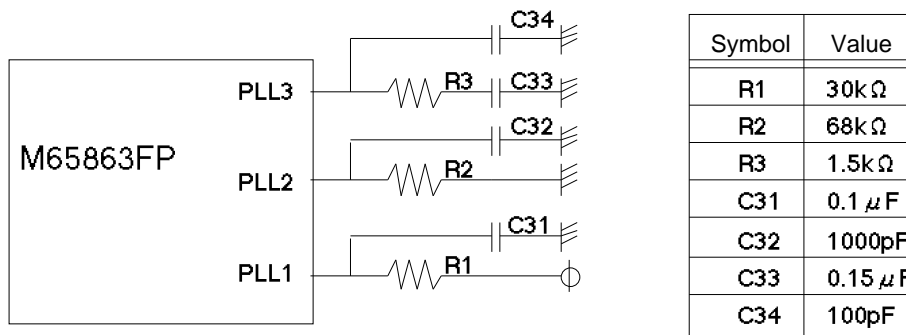 C34
PLL3
R3
C33
C32
M65863FP
PLL2
R2
C31
PLL1
R1
Symbol Value
R1 30kΩ
R2 68kΩ
R3 1.5kΩ
C31 0.1μF
C32 1000pF
C33 0.15μF
C34 100pF